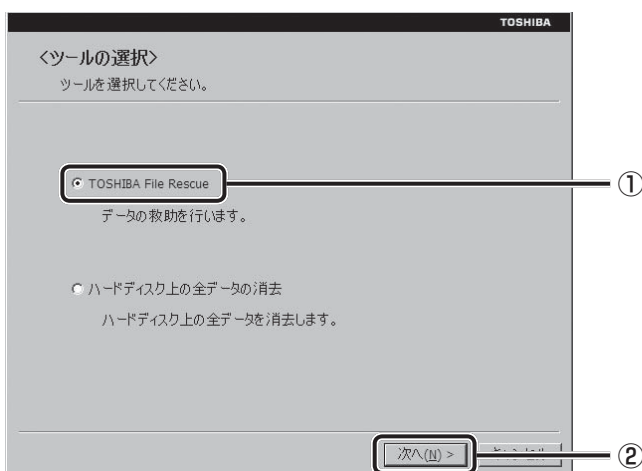 TOSHIBA
<ツールの選択>
ツールを選択してください。
TOSHIBA File Rescue
①
データの救助を行います。
ハードディスク上の全データの消去
ハードディスク上の全データを消去します。
次へ(N) >
②